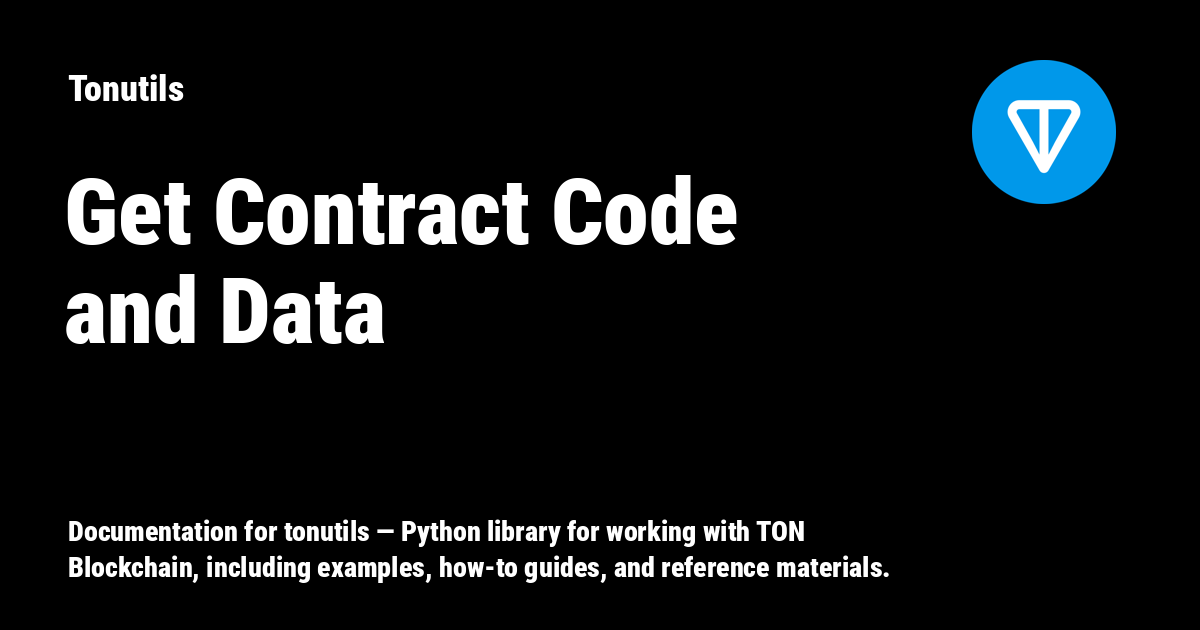 Tonutils
Get Contract Code
and Data
Documentation for tonutils — Python library for working with TON
Blockchain, including examples, how-to guides, and reference materials.